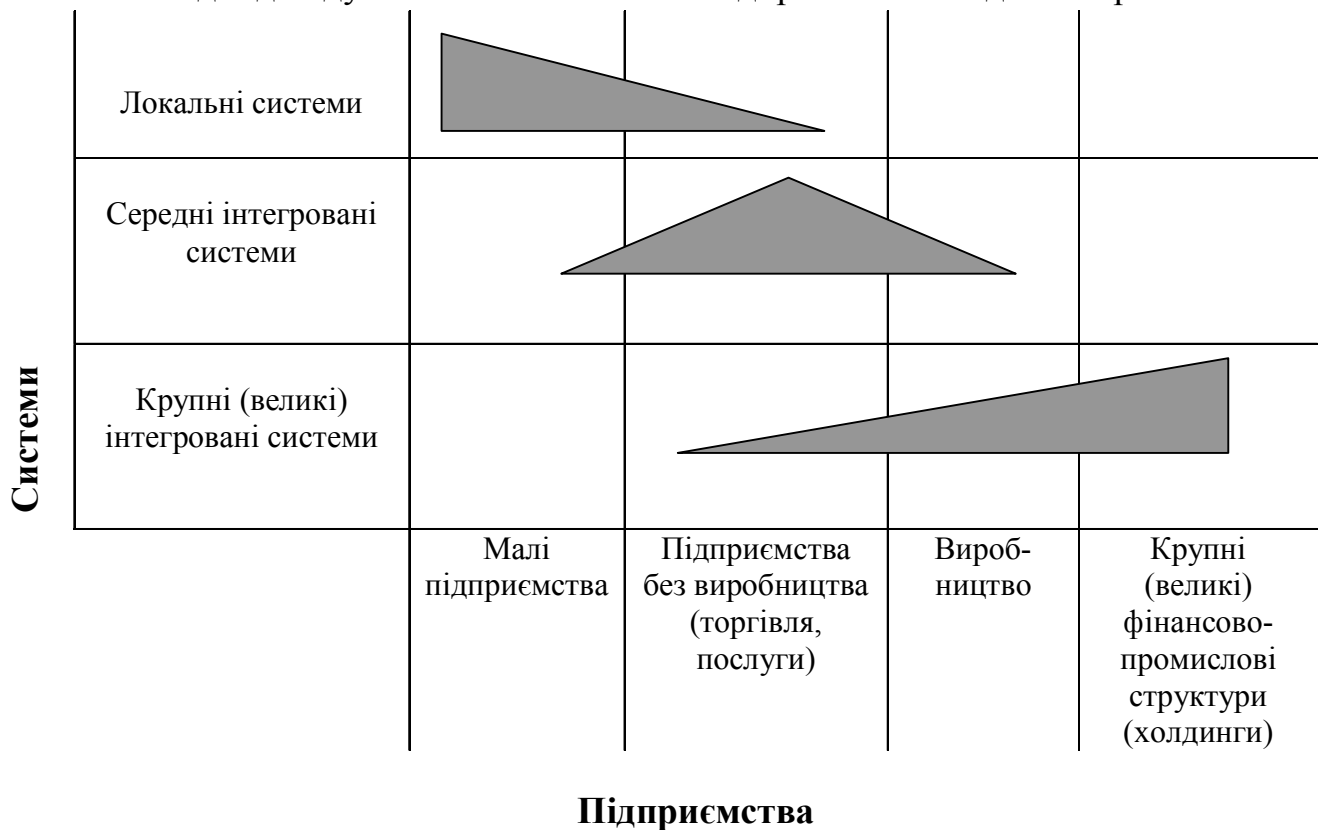 Локальні системи
Середні інтегровані
системи
Крупні (великі)
інтегровані системи
Системи
Малі
підприємства
Підприємства
без виробництва
(торгівля,
послуги)
Вироб-
ництво
Крупні
(великі)
фінансово-
промислові
структури
(холдинги)
Підприємства